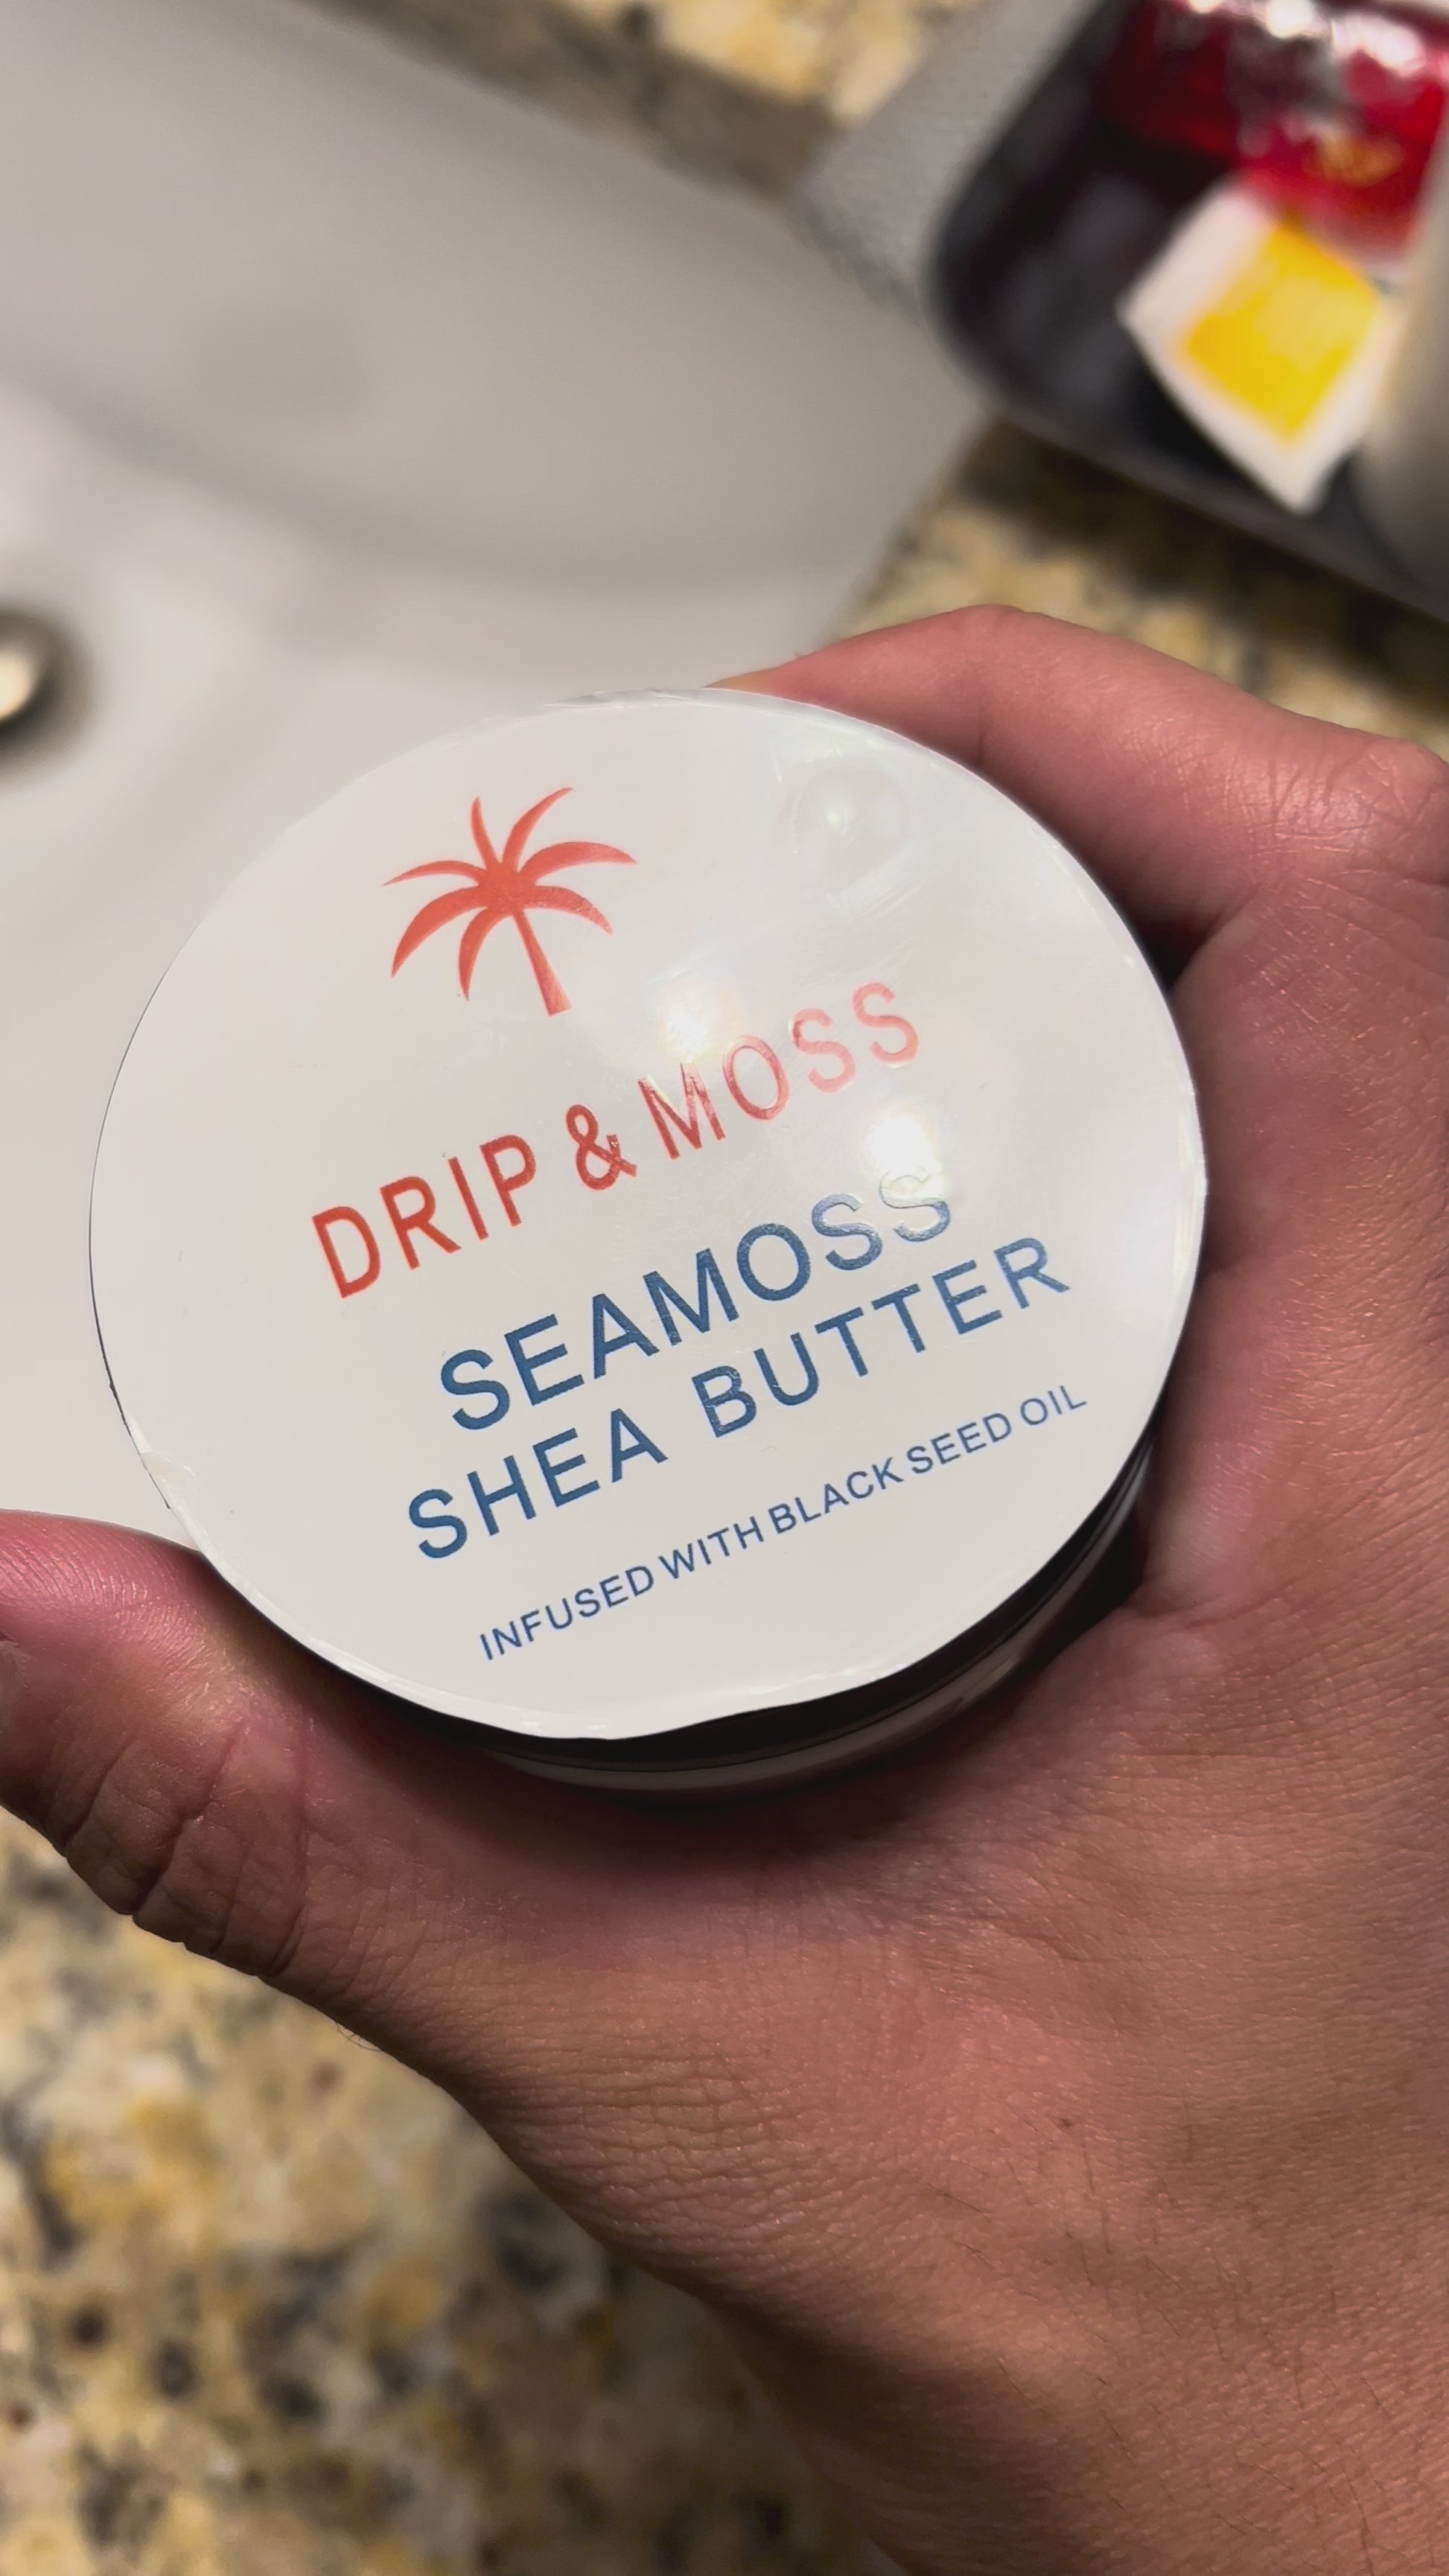 DRIP & MOSS
SEAMOSS
SHEA BUTTER
INFUSED WITH BLACK SEED OIL